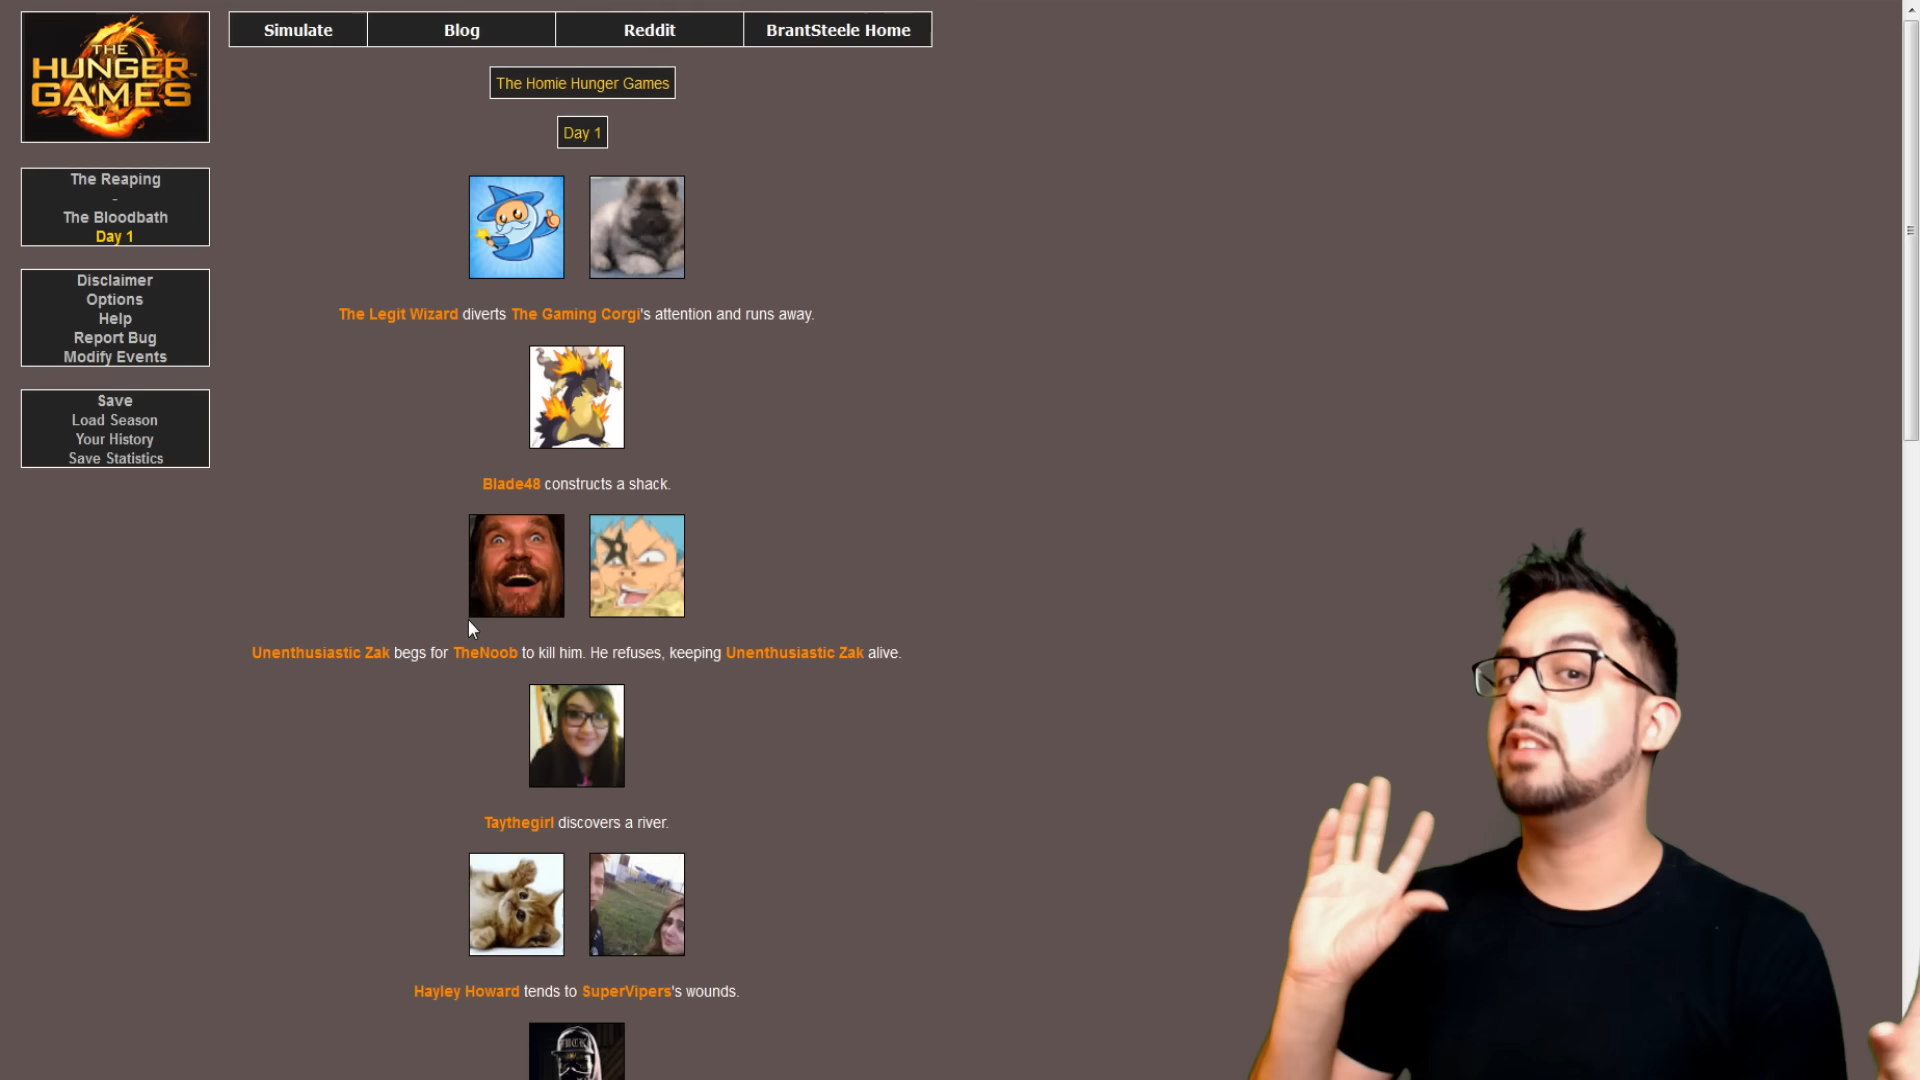 THE
HUNGER
GAMES
Simulate
Blog
Reddit
BrantSteele Home
The Homie Hunger Games
Day 1
The Reaping
-
The Bloodbath
Day 1
Disclaimer
Options
Help
Report Bug
Modify Events
Save
Load Season
Your History
Save Statistics
The Legit Wizard diverts The Gaming Corgi's attention and runs away.
Blade48 constructs a shack.
Unenthusiastic Zak begs for TheNoob to kill him. He refuses, keeping Unenthusiastic Zak alive.
Taythegirl discovers a river.
Hayley Howard tends to SuperVipers's wounds.